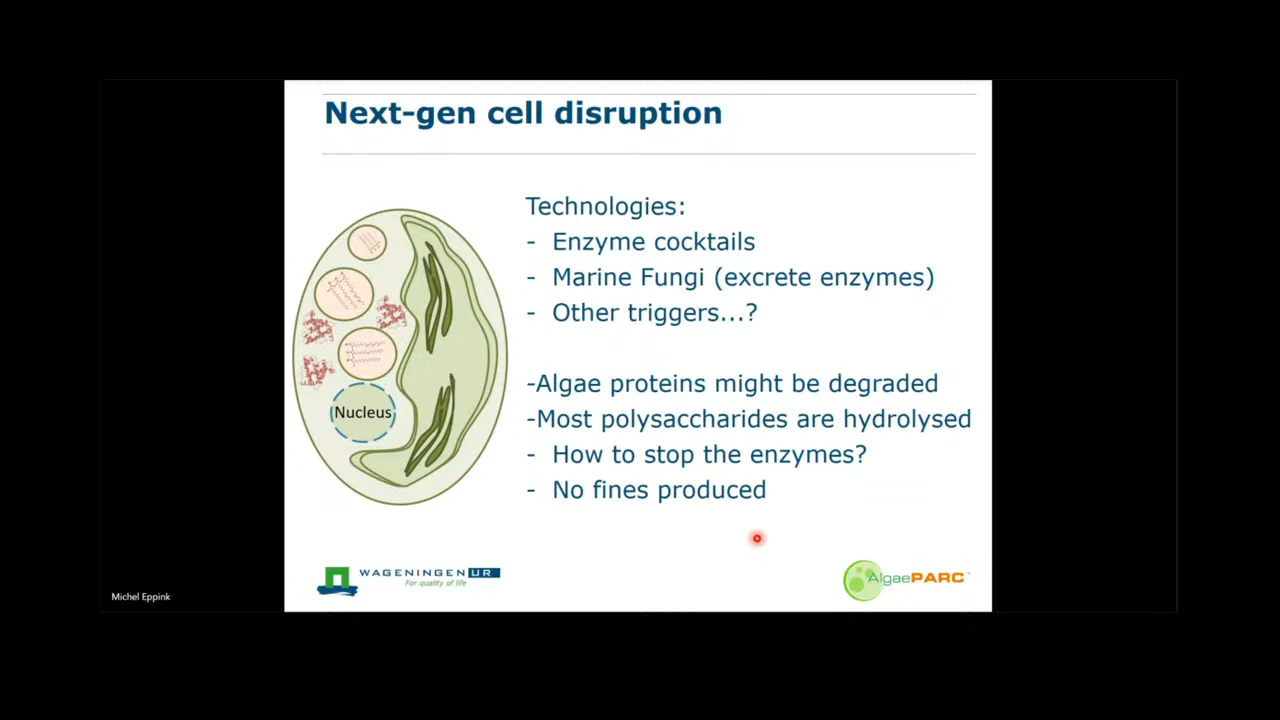 Next-gen cell disruption
Technologies:
- Enzyme cocktails
- Marine Fungi (excrete enzymes)
- Other triggers...?
-Algae proteins might be degraded
-Most polysaccharides are hydrolysed
- How to stop the enzymes?
- No fines produced
Nucleus
WAGENINGEN UR
For quality of life
AlgaePARC™
Michel Eppink